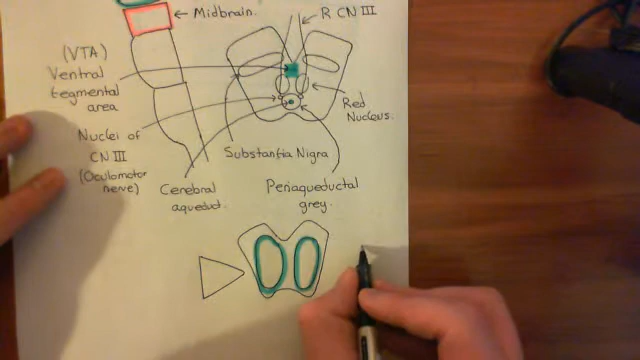 Midbrain.
R CN III
(VTA)
Ventral
tegmental
area
Red
Nucleus.
Nuclei of
CN III
(Oculomotor
nerve)
Substantia Nigra
Cerebral
aqueduct.
Periaqueductal
grey.